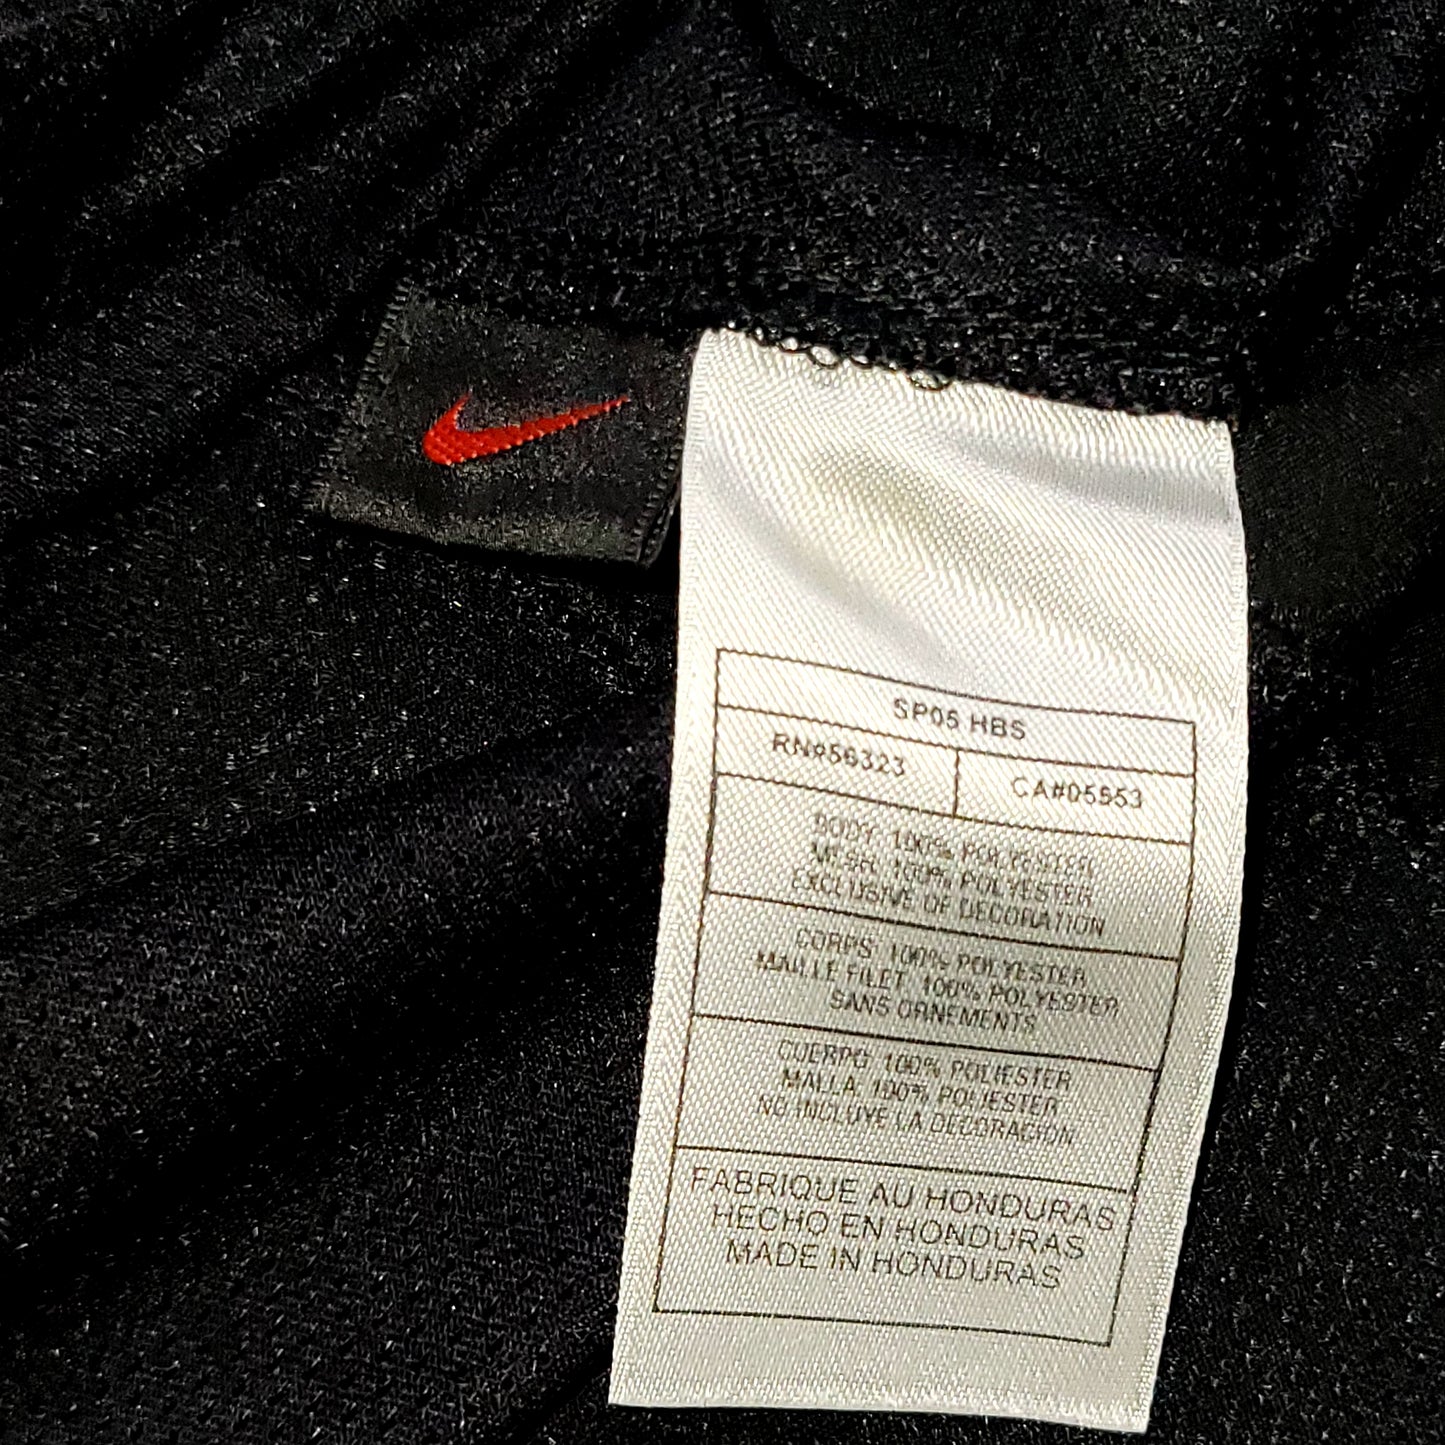 SP05 HBS
RN#56323
CA#05553
BODY: 100% POLYESTER
MESH: 100% POLYESTER
EXCLUSIVE OF DECORATION
CORPS: 100% POLYESTER
MAILLE FILET: 100% POLYESTER
SANS ORNEMENTS
CUERPO: 100% POLIESTER
MALLA: 100% POLIESTER
NO INCLUYE LA DECORACION
FABRIQUE AU HONDURAS
HECHO EN HONDURAS
MADE IN HONDURAS